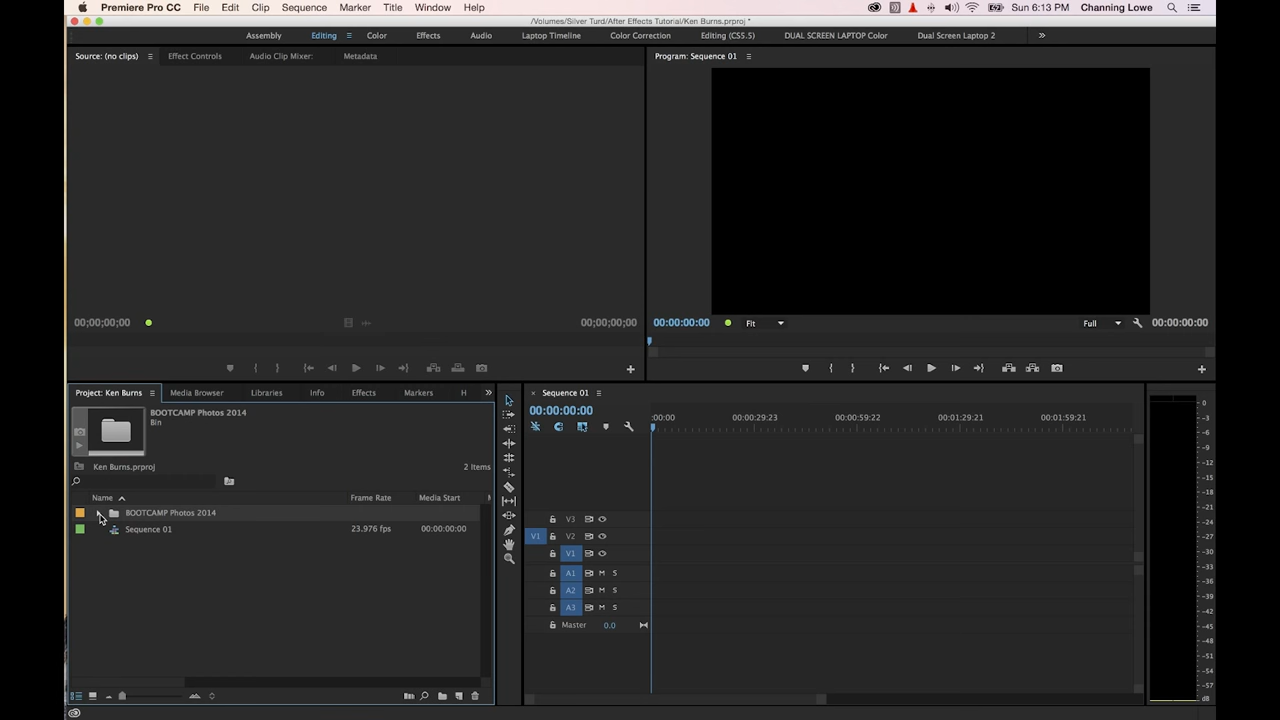 Premiere Pro CC File Edit Clip Sequence Marker Title Window Help Sun 6:13 PM Channing Lowe
/Volumes/Silver Turd/After Effects Tutorial/Ken Burns.prproj *
Assembly Editing Color Effects Audio Laptop Timeline Color Correction Editing (CS5.5) DUAL SCREEN LAPTOP Color Dual Screen Laptop 2
Source: (no clips) Effect Controls Audio Clip Mixer: Metadata
Program: Sequence 01
00;00;00;00 00;00;00;00
00:00:00:00 Fit Full 00:00:00:00
Project: Ken Burns Media Browser Libraries Info Effects Markers H
BOOTCAMP Photos 2014
Bin
Ken Burns.prproj 2 Items
Name Frame Rate Media Start
BOOTCAMP Photos 2014
Sequence 01 23.976 fps 00:00:00:00
Sequence 01
00:00:00:00
:00:00 00:00:29:23 00:00:59:22 00:01:29:21 00:01:59:21
V3
V1 V2
V1
A1 M S
A2 M S
A3 M S
Master 0.0
0
-3
-6
-9
-12
-15
-18
-21
-24
-27
-30
-33
-36
-39
-42
-45
-48
-51
-54
-57
dB